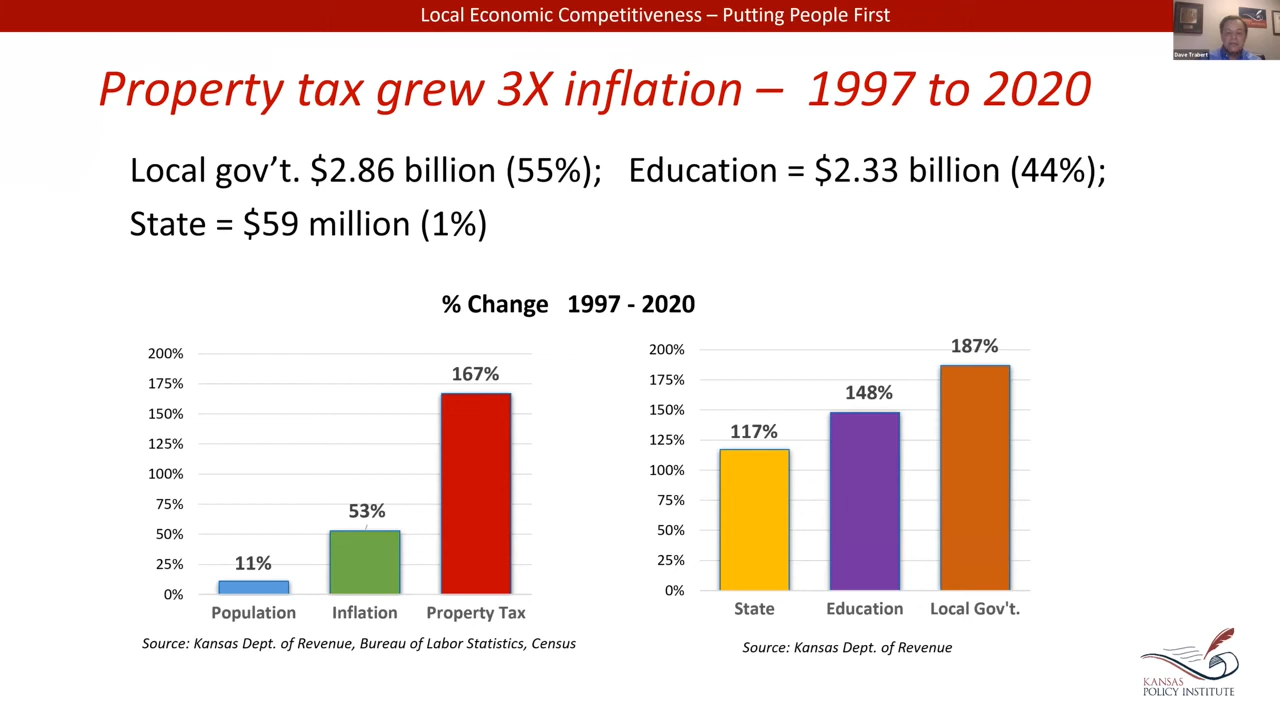 Local Economic Competitiveness – Putting People First
Dave Trabert
Property tax grew 3X inflation – 1997 to 2020
Local gov't. $2.86 billion (55%); Education = $2.33 billion (44%);
State = $59 million (1%)
% Change 1997 - 2020
200%
175%
150%
125%
100%
75%
50%
25%
0%
11%
53%
167%
Population Inflation Property Tax
Source: Kansas Dept. of Revenue, Bureau of Labor Statistics, Census
200%
175%
150%
125%
100%
75%
50%
25%
0%
117%
148%
187%
State Education Local Gov't.
Source: Kansas Dept. of Revenue
KANSAS
POLICY INSTITUTE